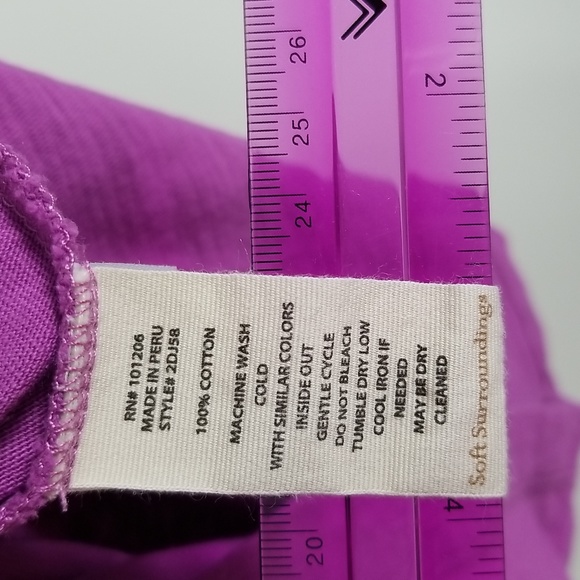 RN# 101206
MADE IN PERU
STYLE# 2DJ58
100% COTTON
MACHINE WASH
COLD
WITH SIMILAR COLORS
INSIDE OUT
GENTLE CYCLE
DO NOT BLEACH
TUMBLE DRY LOW
COOL IRON IF
NEEDED
MAY BE DRY
CLEANED
Soft Surroundings
26
25
24
20
2
4